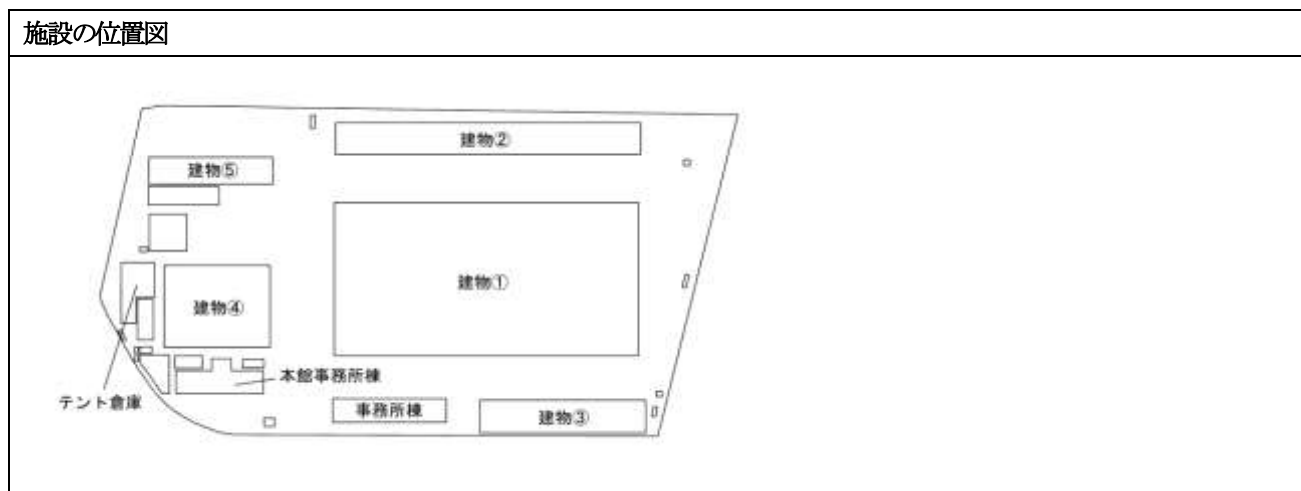 施設の位置図
建物②
建物⑤
建物①
建物④
本館事務所棟
テント倉庫
事務所棟
建物③